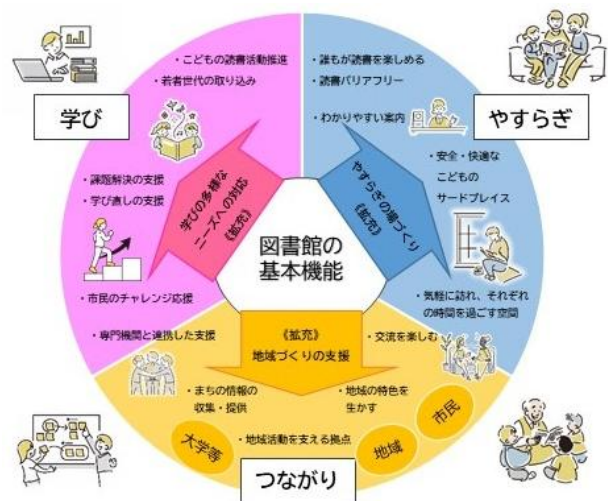 学び
・こどもの読書活動推進
・若者世代の取り込み
・課題解決の支援
・学び直しの支援
・市民のチャレンジ応援
・専門機関と連携した支援
学びの多様な
ニーズへの対応
《拡充》
やすらぎ
・誰もが読書を楽しめる
・読書バリアフリー
・わかりやすい案内
・安全・快適な
こどもの
サードプレイス
・気軽に訪れ、それぞれ
の時間を過ごす空間
やすらぎの場づくり
《拡充》
図書館の
基本機能
《拡充》
地域づくりの支援
・交流を楽しむ
・まちの情報の
収集・提供
・地域の特色を
生かす
・地域活動を支える拠点
大学等
地域
市民
つながり